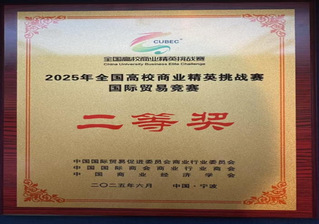 CUBEC
全国高校商业精英挑战赛
China University Business Elite Challenge
2025年全国高校商业精英挑战赛
国际贸易竞赛
二等奖
中国国际贸易促进委员会商业行业委员会
中国国际商会商业行业商会
中国商业经济学会
二〇二五年六月 中国·宁波